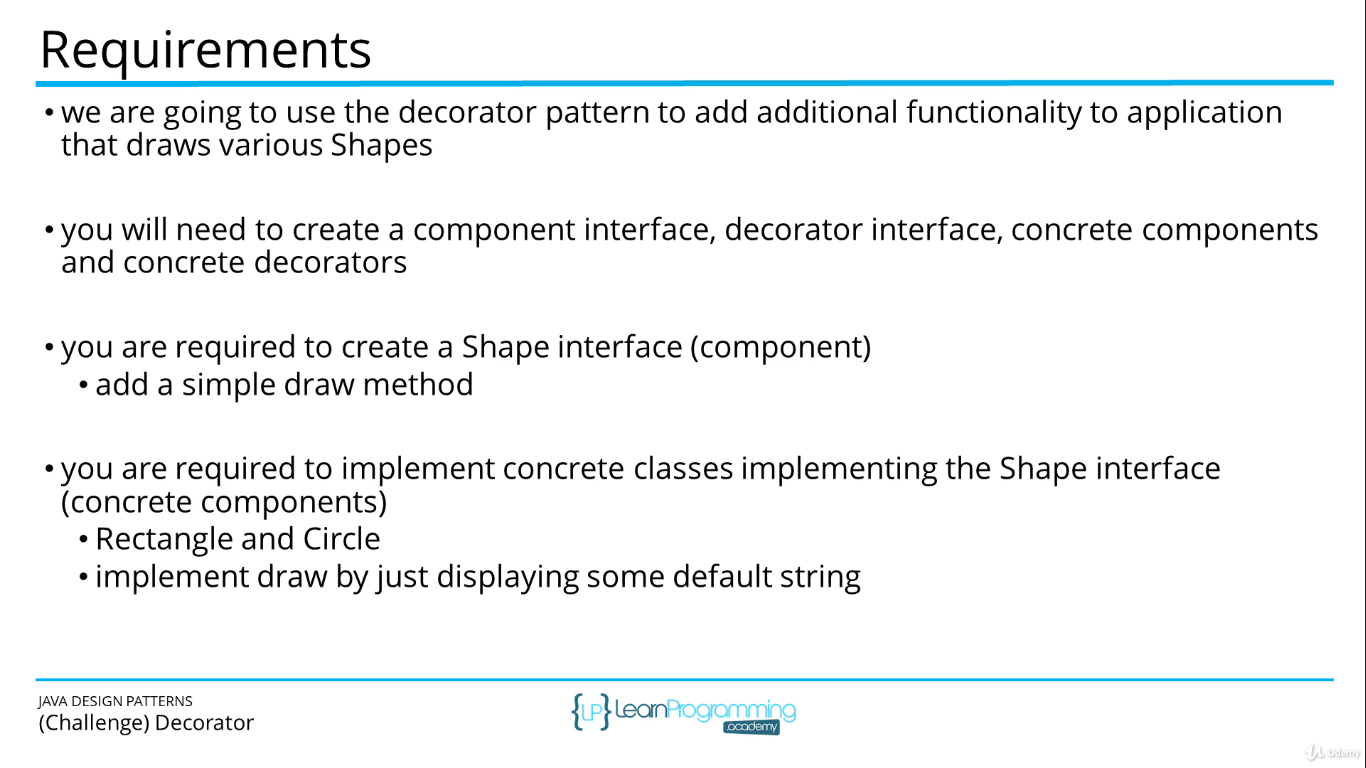 Requirements
• we are going to use the decorator pattern to add additional functionality to application
that draws various Shapes
• you will need to create a component interface, decorator interface, concrete components
and concrete decorators
• you are required to create a Shape interface (component)
• add a simple draw method
• you are required to implement concrete classes implementing the Shape interface
(concrete components)
• Rectangle and Circle
• implement draw by just displaying some default string
JAVA DESIGN PATTERNS
(Challenge) Decorator
{LP} LearnProgramming
.academy
Udemy